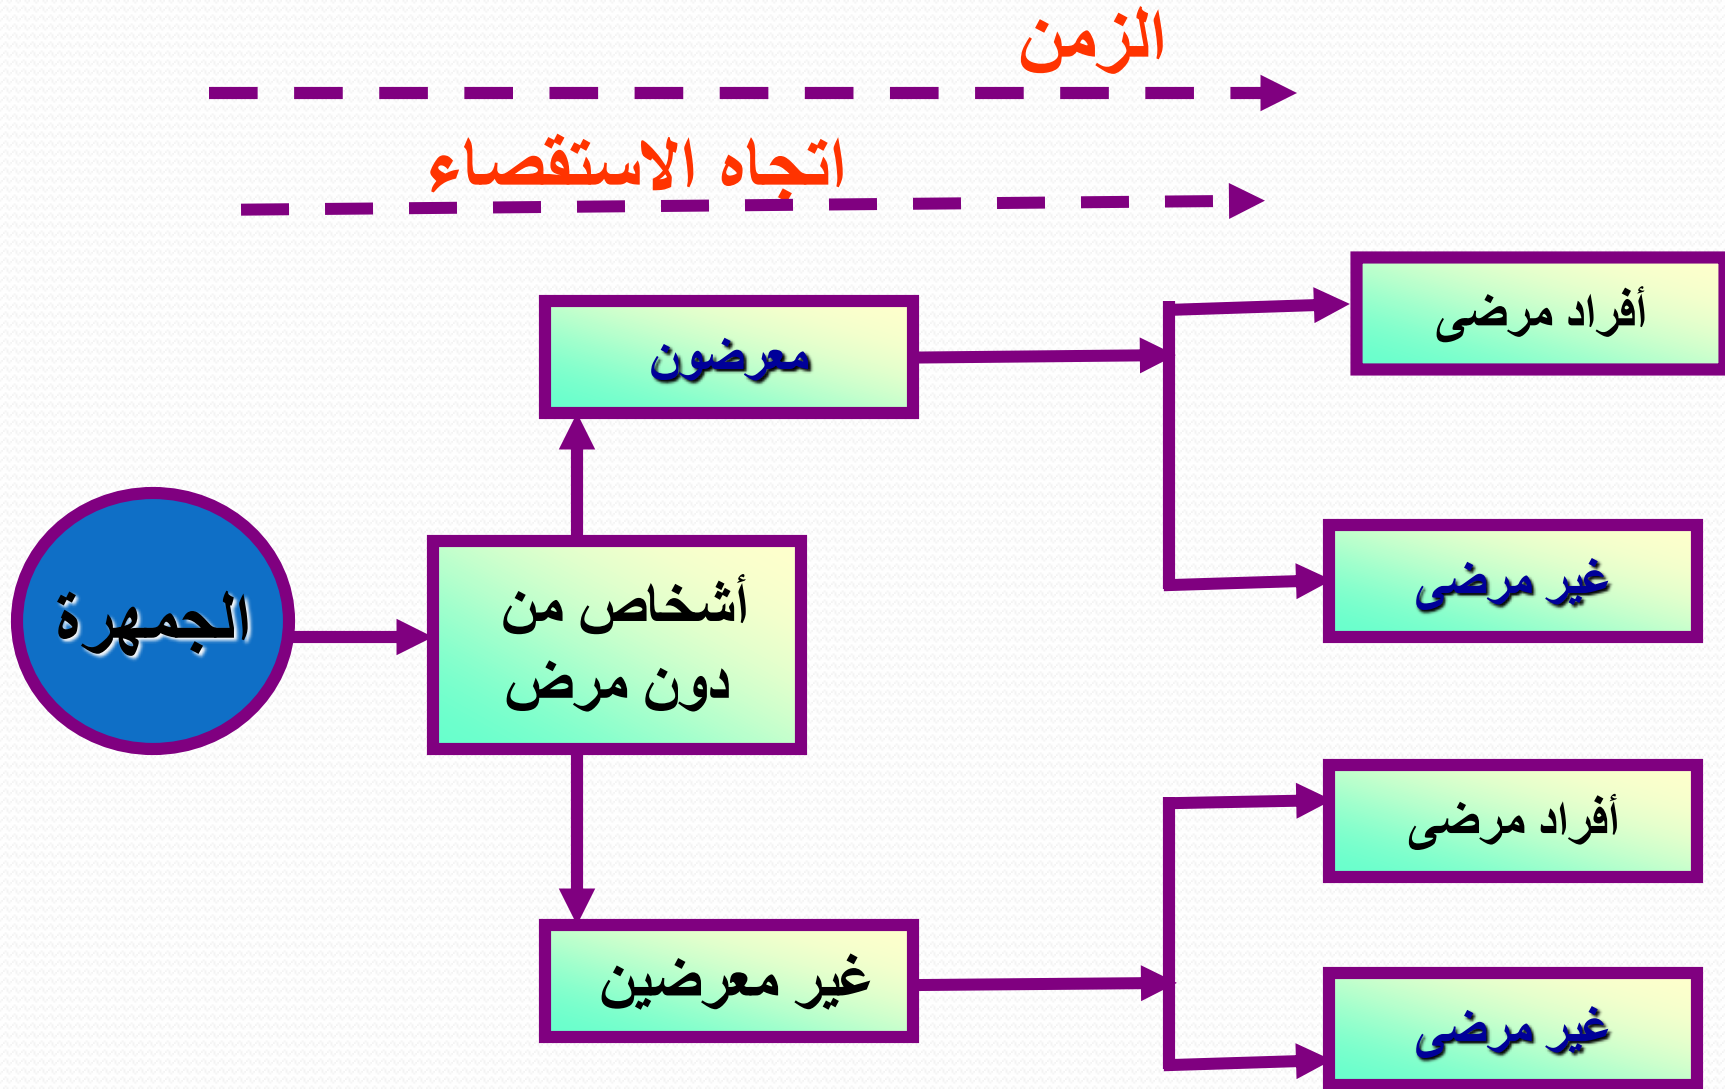 الزمن
اتجاه الاستقصاء
أفراد مرضى
معرضون
غير مرضى
الجمهرة
أشخاص من
دون مرض
أفراد مرضى
غير معرضين
غير مرضى